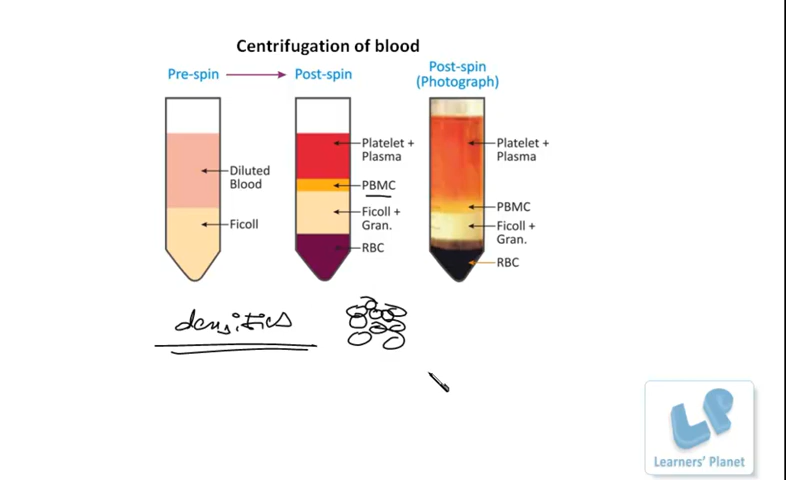 Centrifugation of blood
Pre-spin
Post-spin
Post-spin
(Photograph)
Diluted
Blood
Ficoll
Platelet +
Plasma
PBMC
Ficoll +
Gran.
RBC
Platelet +
Plasma
PBMC
Ficoll +
Gran.
RBC
densities
LP
Learners' Planet